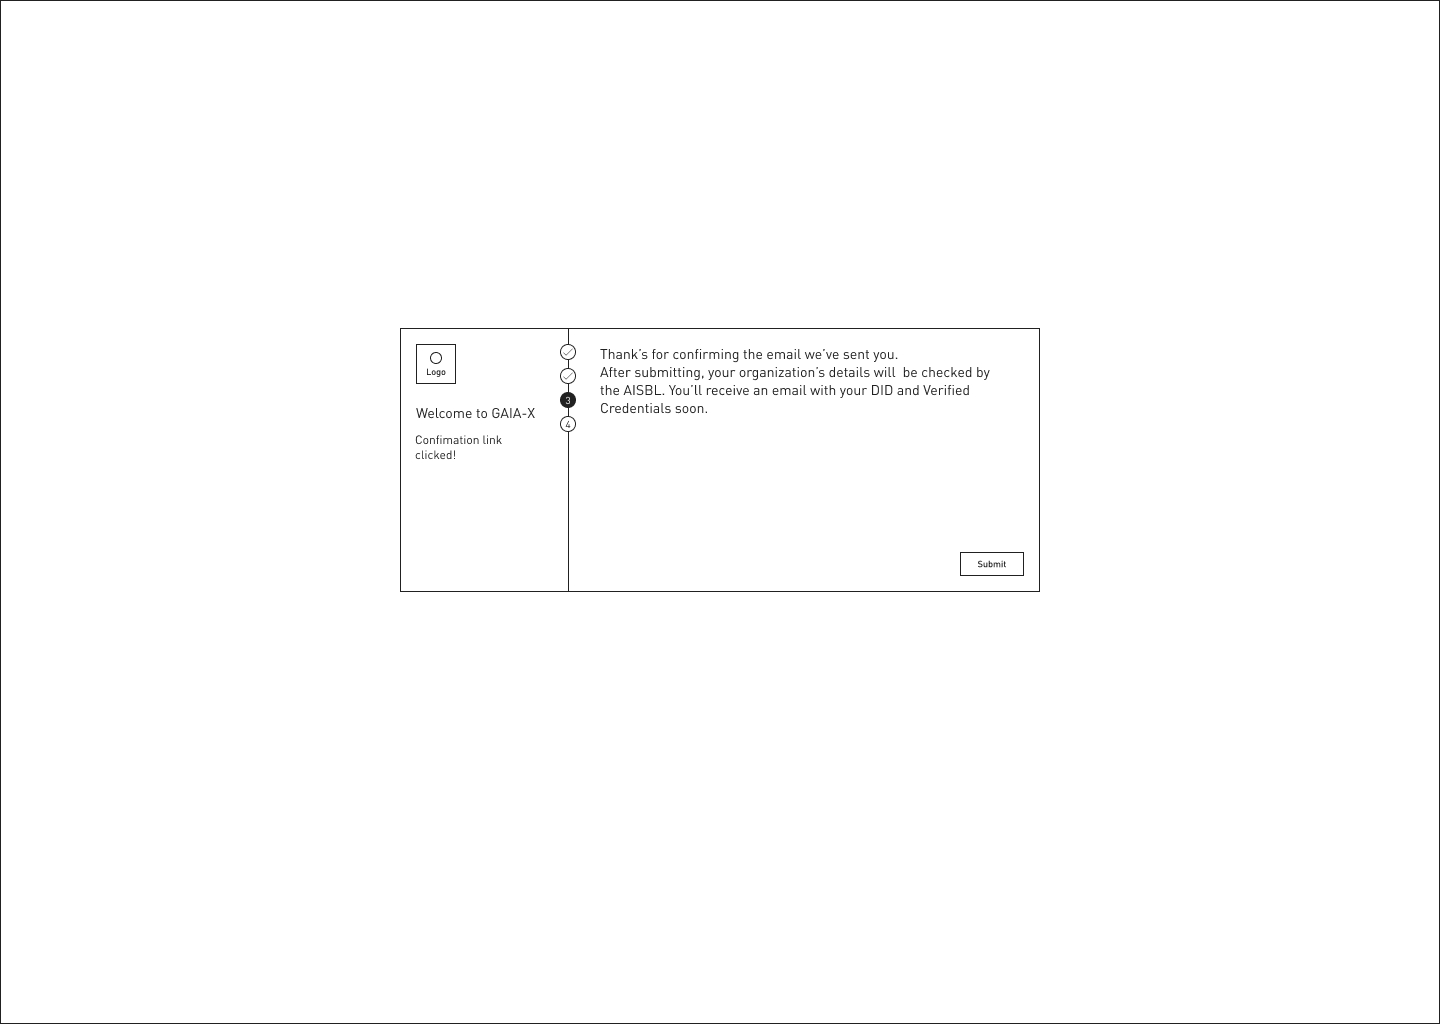 Logo
Welcome to GAIA-X
Confimation link
clicked!
3
4
Thank's for confirming the email we've sent you.
After submitting, your organization's details will  be checked by
the AISBL. You'll receive an email with your DID and Verified
Credentials soon.
Submit